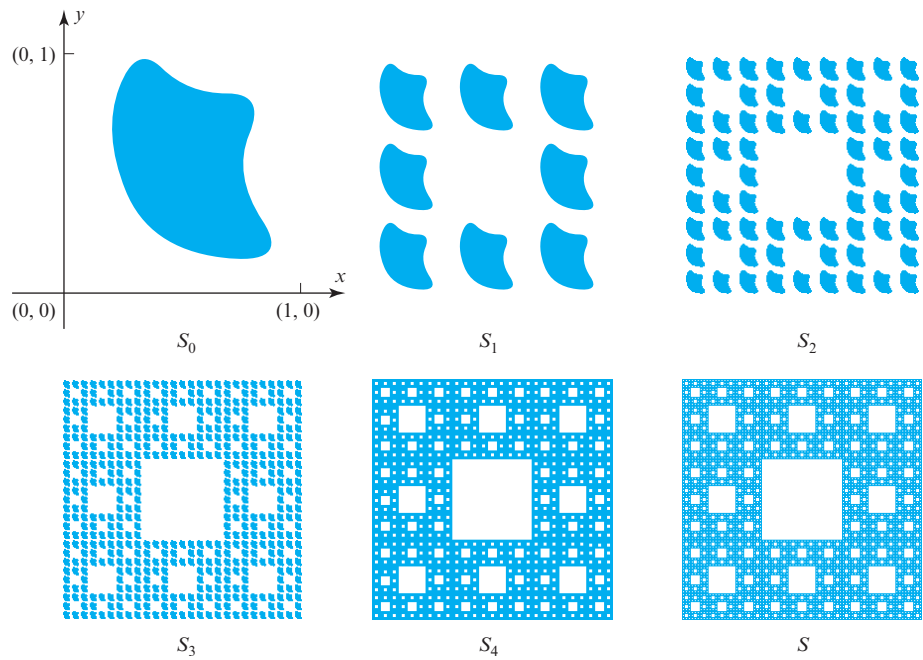 y
(0, 1)
x
(0, 0)
(1, 0)
S₀
S₁
S₂
S₃
S₄
S